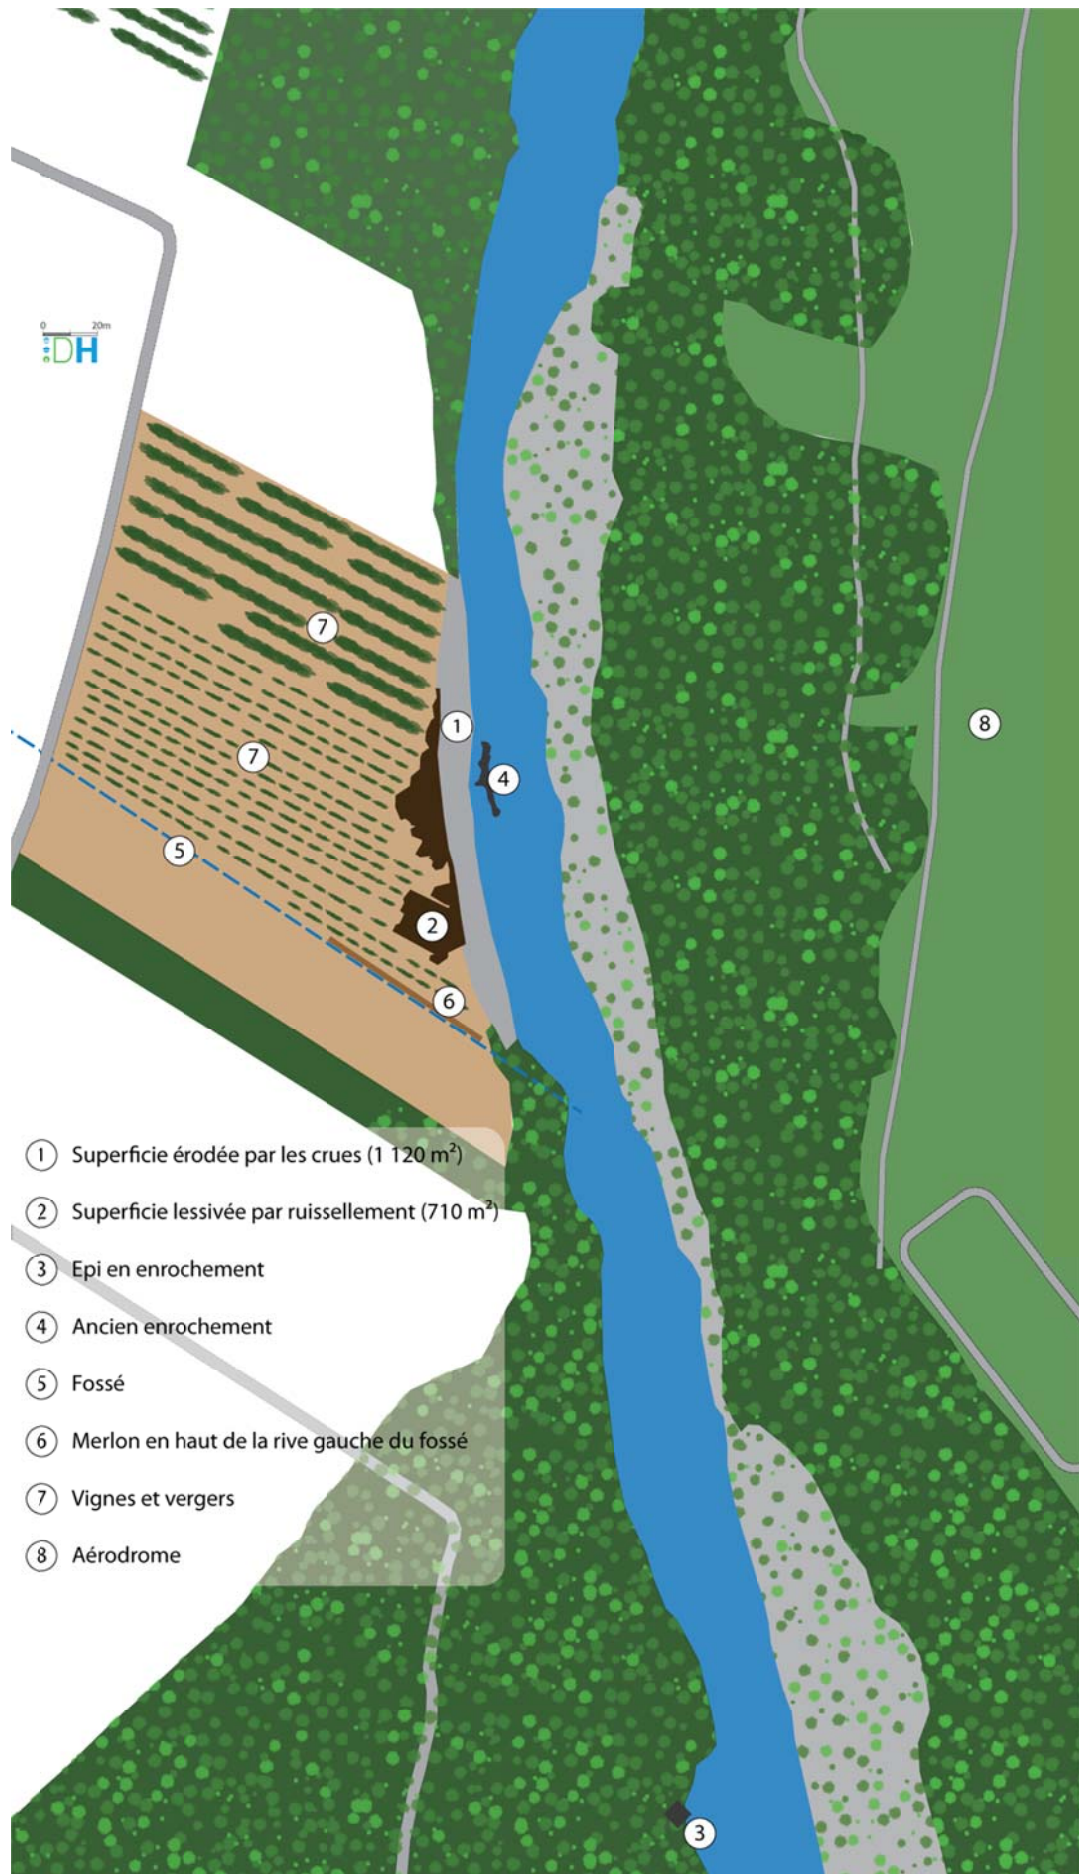 0 20m
DH
7
1
8
7
4
5
2
6
1 Superficie érodée par les crues (1 120 m²)
2 Superficie lessivée par ruissellement (710 m²)
3 Epi en enrochement
4 Ancien enrochement
5 Fossé
6 Merlon en haut de la rive gauche du fossé
7 Vignes et vergers
8 Aérodrome
3